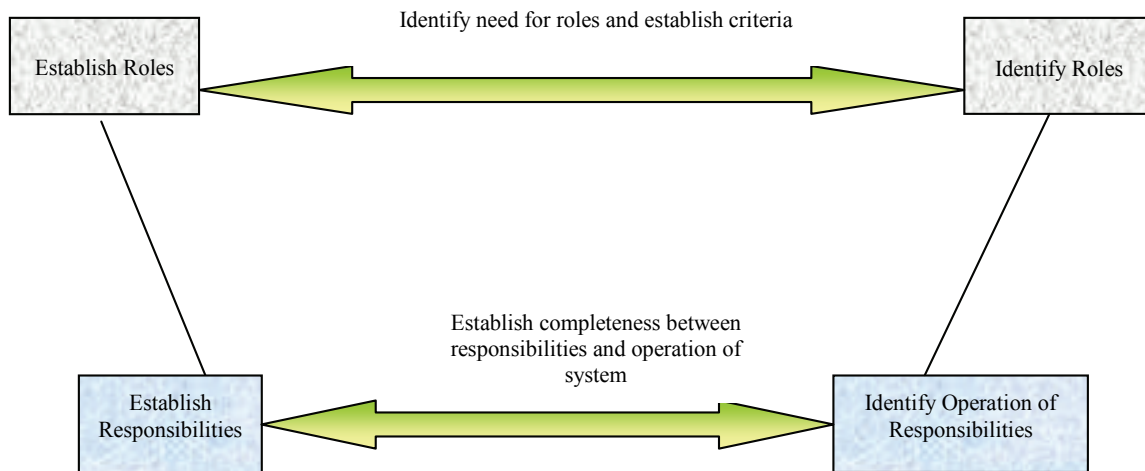 Identify need for roles and establish criteria
Establish Roles
Identify Roles
Establish completeness between
responsibilities and operation of
system
Establish
Responsibilities
Identify Operation of
Responsibilities